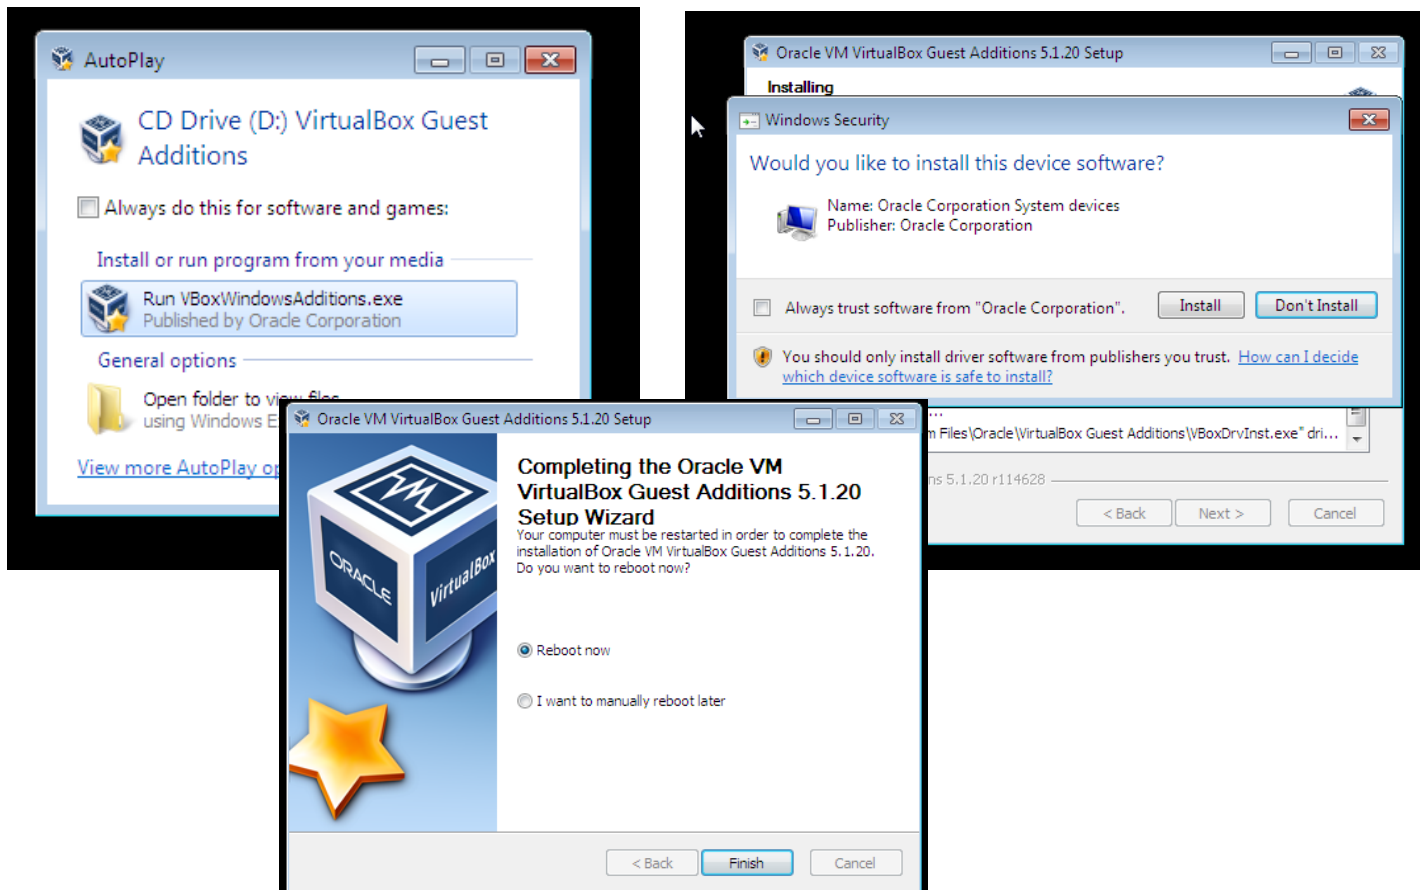 AutoPlay
CD Drive (D:) VirtualBox Guest
Additions
Always do this for software and games:
Install or run program from your media
Run VBoxWindowsAdditions.exe
Published by Oracle Corporation
General options
Open folder to view files
using Windows E
View more AutoPlay op
Oracle VM VirtualBox Guest Additions 5.1.20 Setup
Installing
Windows Security
Would you like to install this device software?
Name: Oracle Corporation System devices
Publisher: Oracle Corporation
Always trust software from "Oracle Corporation".
Install
Don't Install
You should only install driver software from publishers you trust. How can I decide
which device software is safe to install?
...
m Files\Oracle\VirtualBox Guest Additions\VBoxDrvInst.exe" dri...
ns 5.1.20 r114628
< Back
Next >
Cancel
Oracle VM VirtualBox Guest Additions 5.1.20 Setup
ORACLE
VirtualBox
Completing the Oracle VM
VirtualBox Guest Additions 5.1.20
Setup Wizard
Your computer must be restarted in order to complete the
installation of Oracle VM VirtualBox Guest Additions 5.1.20.
Do you want to reboot now?
Reboot now
I want to manually reboot later
< Back
Finish
Cancel